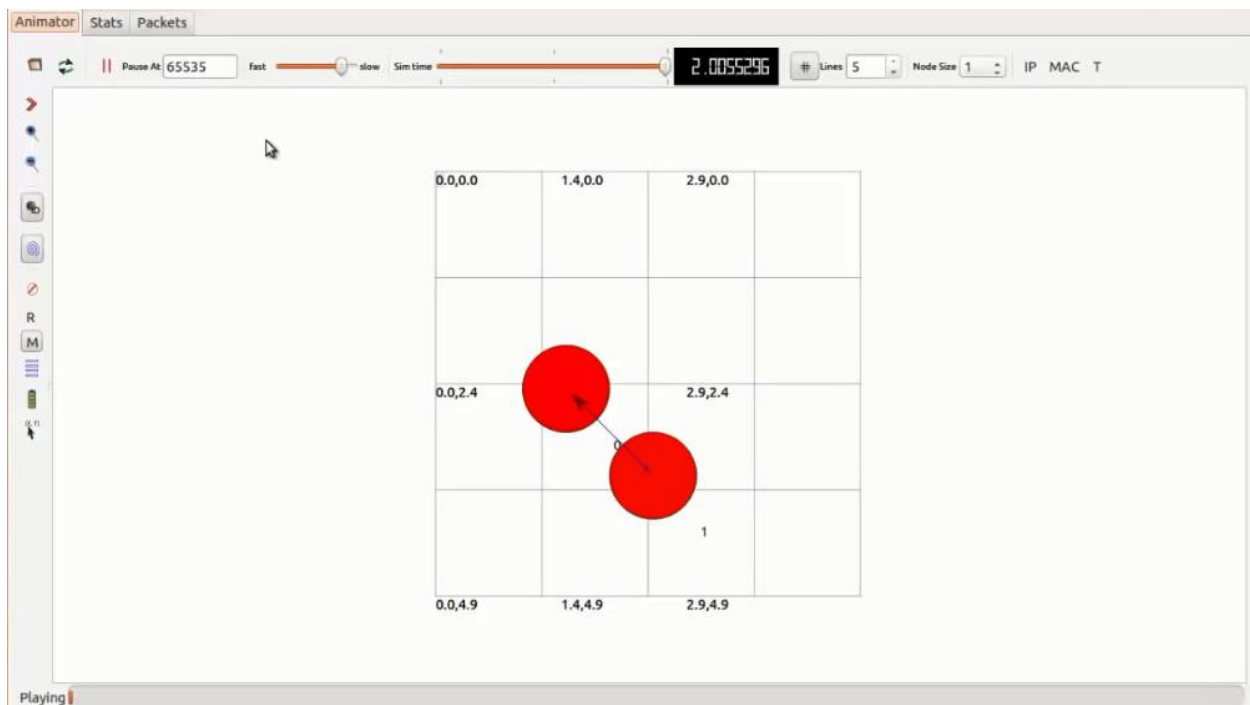 Animator Stats Packets
Pause At 65535 fast slow Sim time 2.0055296 # Lines 5 Node Size 1 IP MAC T
R
M
0.0,0.0 1.4,0.0 2.9,0.0
0.0,2.4 2.9,2.4
0
1
0.0,4.9 1.4,4.9 2.9,4.9
Playing